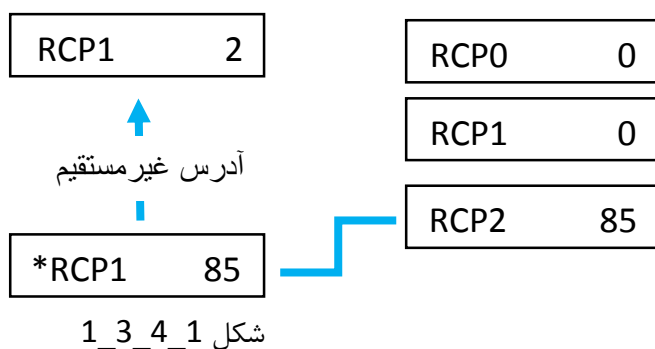 RCP1 2
آدرس غیرمستقیم
*RCP1 85
شکل 1_4_3_1
RCP0 0
RCP1 0
RCP2 85